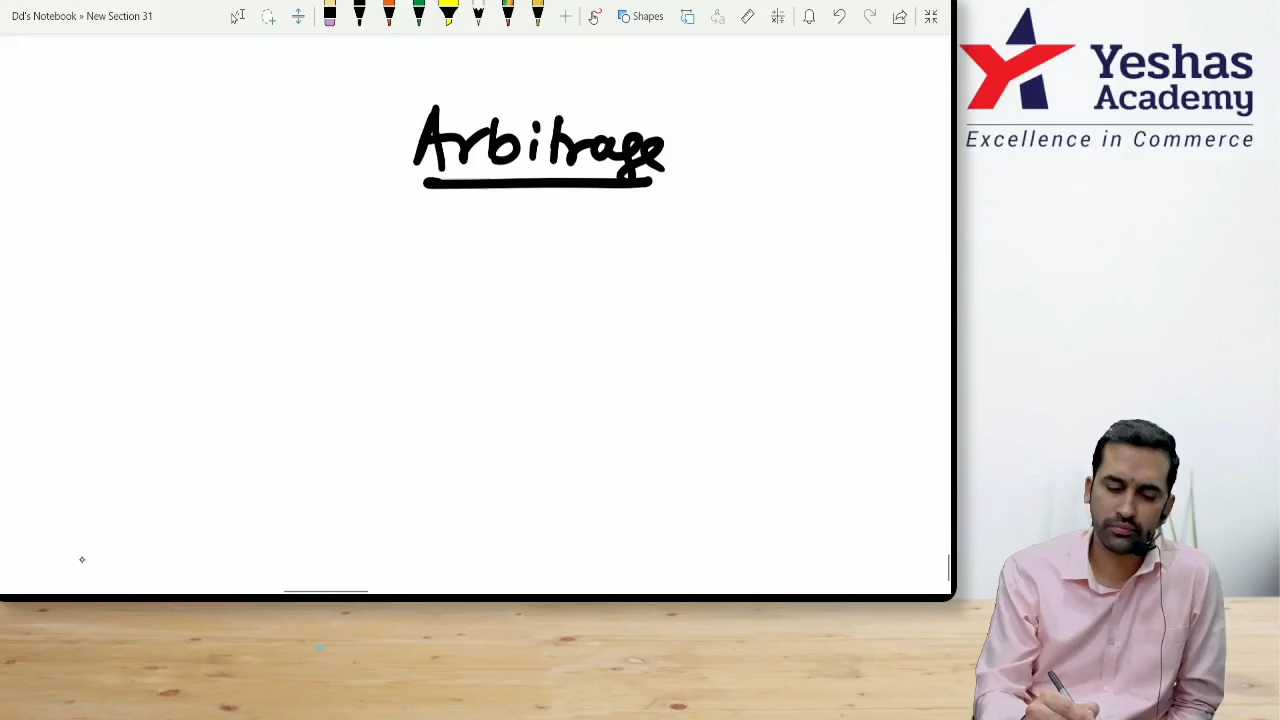 Dd's Notebook » New Section 31
Shapes
Arbitrage
Yeshas
Academy
Excellence in Commerce